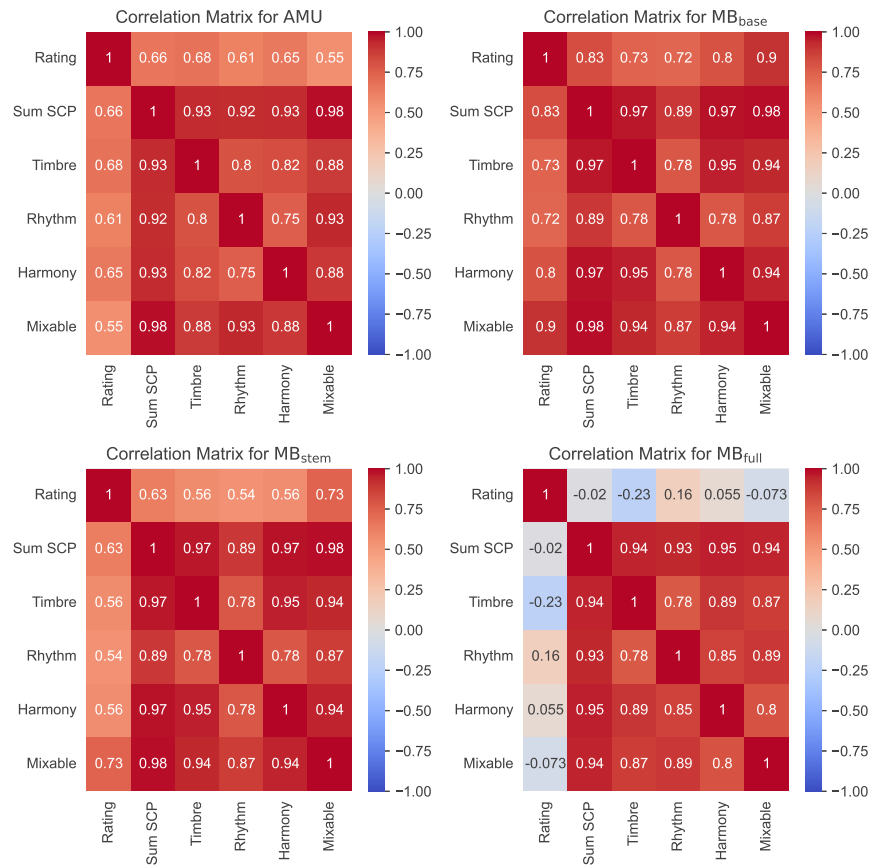 Correlation Matrix for AMU
Rating 1 0.66 0.68 0.61 0.65 0.55
Sum SCP 0.66 1 0.93 0.92 0.93 0.98
Timbre 0.68 0.93 1 0.8 0.82 0.88
Rhythm 0.61 0.92 0.8 1 0.75 0.93
Harmony 0.65 0.93 0.82 0.75 1 0.88
Mixable 0.55 0.98 0.88 0.93 0.88 1
Rating Sum SCP Timbre Rhythm Harmony Mixable
1.00
0.75
0.50
0.25
0.00
−0.25
−0.50
−0.75
−1.00
Correlation Matrix for MBbase
Rating 1 0.83 0.73 0.72 0.8 0.9
Sum SCP 0.83 1 0.97 0.89 0.97 0.98
Timbre 0.73 0.97 1 0.78 0.95 0.94
Rhythm 0.72 0.89 0.78 1 0.78 0.87
Harmony 0.8 0.97 0.95 0.78 1 0.94
Mixable 0.9 0.98 0.94 0.87 0.94 1
Rating Sum SCP Timbre Rhythm Harmony Mixable
1.00
0.75
0.50
0.25
0.00
−0.25
−0.50
−0.75
−1.00
Correlation Matrix for MBstem
Rating 1 0.63 0.56 0.54 0.56 0.73
Sum SCP 0.63 1 0.97 0.89 0.97 0.98
Timbre 0.56 0.97 1 0.78 0.95 0.94
Rhythm 0.54 0.89 0.78 1 0.78 0.87
Harmony 0.56 0.97 0.95 0.78 1 0.94
Mixable 0.73 0.98 0.94 0.87 0.94 1
Rating Sum SCP Timbre Rhythm Harmony Mixable
1.00
0.75
0.50
0.25
0.00
−0.25
−0.50
−0.75
−1.00
Correlation Matrix for MBfull
Rating 1 -0.02 -0.23 0.16 0.055 -0.073
Sum SCP -0.02 1 0.94 0.93 0.95 0.94
Timbre -0.23 0.94 1 0.78 0.89 0.87
Rhythm 0.16 0.93 0.78 1 0.85 0.89
Harmony 0.055 0.95 0.89 0.85 1 0.8
Mixable -0.073 0.94 0.87 0.89 0.8 1
Rating Sum SCP Timbre Rhythm Harmony Mixable
1.00
0.75
0.50
0.25
0.00
−0.25
−0.50
−0.75
−1.00